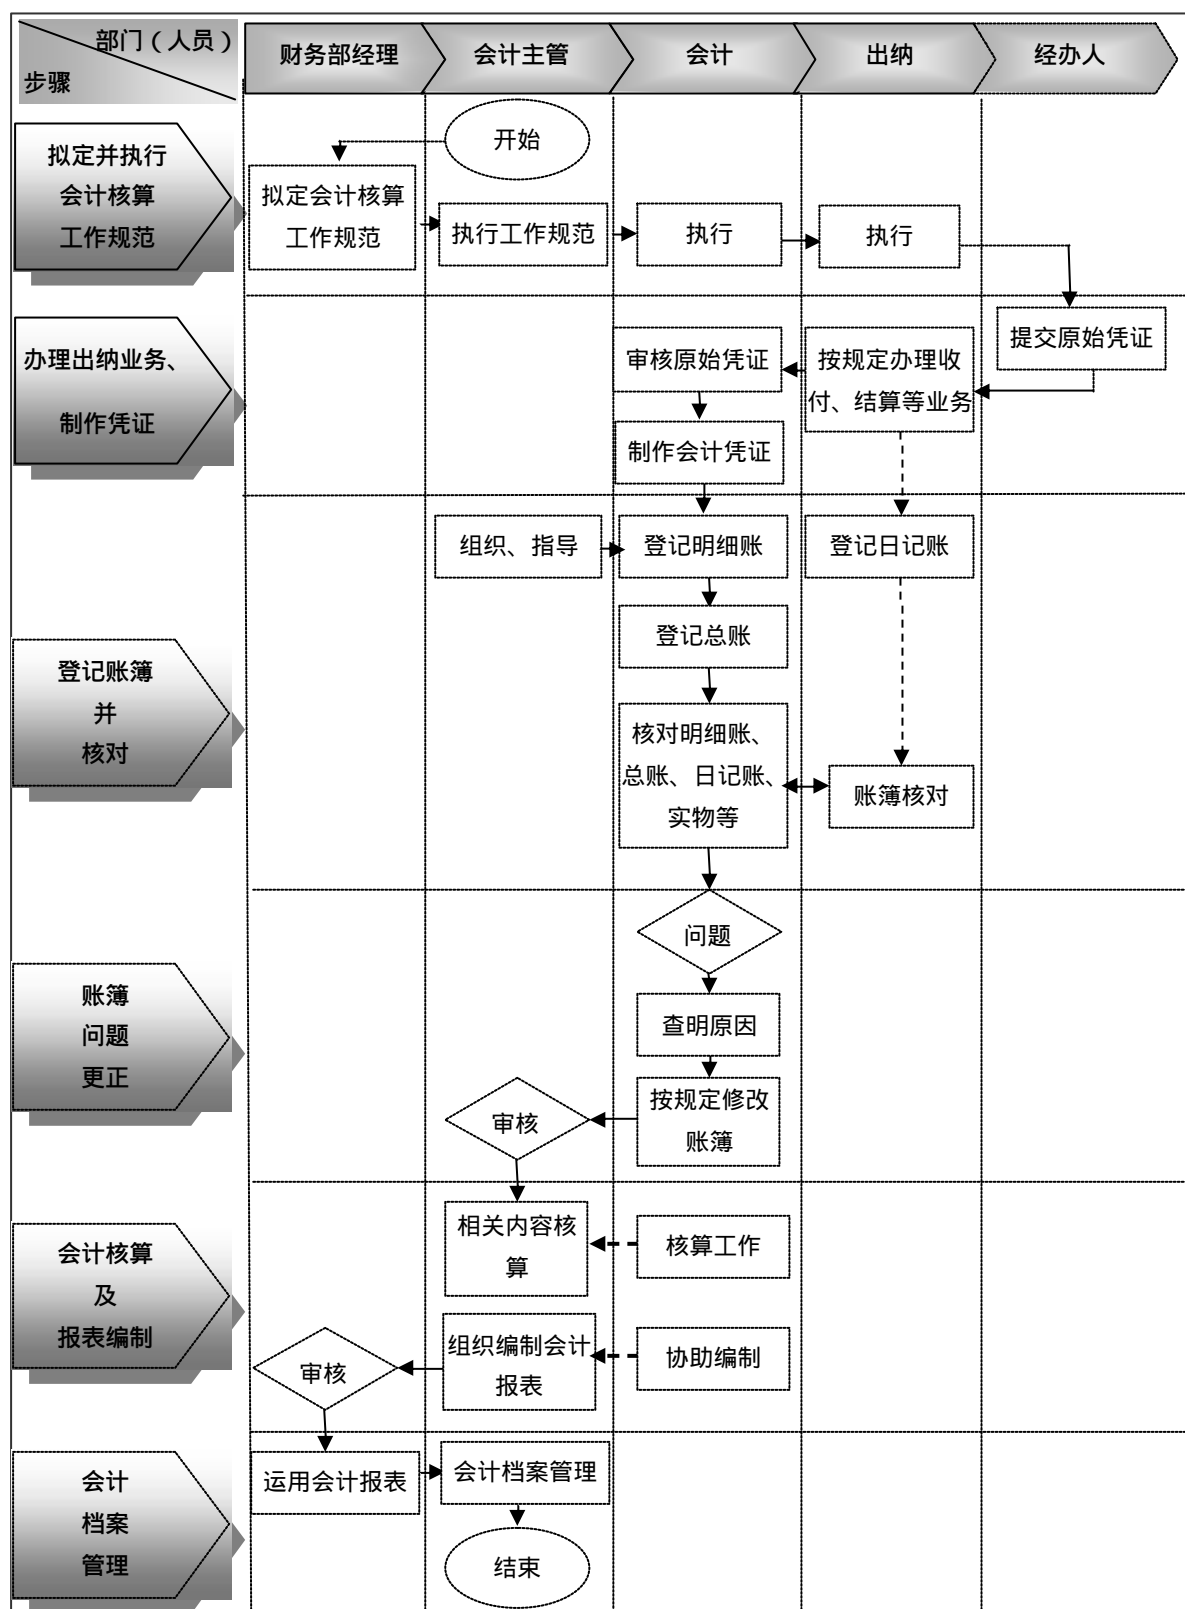 部门（人员）
步骤
财务部经理
会计主管
会计
出纳
经办人
拟定并执行
会计核算
工作规范
开始
拟定会计核算
工作规范
执行工作规范
执行
执行
办理出纳业务、
制作凭证
提交原始凭证
按规定办理收
付、结算等业务
审核原始凭证
制作会计凭证
登记账簿
并
核对
组织、指导
登记明细账
登记日记账
登记总账
核对明细账、
总账、日记账、
实物等
账簿核对
账簿
问题
更正
问题
查明原因
按规定修改
账簿
审核
会计核算
及
报表编制
相关内容核
算
核算工作
组织编制会计
报表
协助编制
审核
会计
档案
管理
运用会计报表
会计档案管理
结束